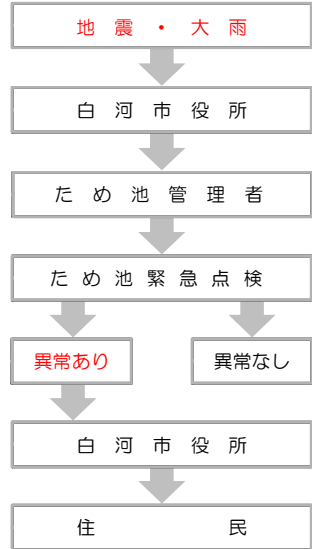 地震・大雨
白河市役所
ため池管理者
ため池緊急点検
異常あり 異常なし
白河市役所
住民